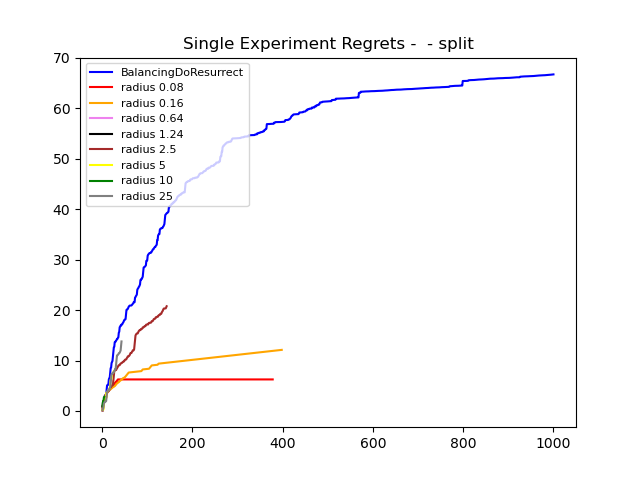 Single Experiment Regrets -  - split
70
60
50
40
30
20
10
0
BalancingDoResurrect
radius 0.08
radius 0.16
radius 0.64
radius 1.24
radius 2.5
radius 5
radius 10
radius 25
0 200 400 600 800 1000